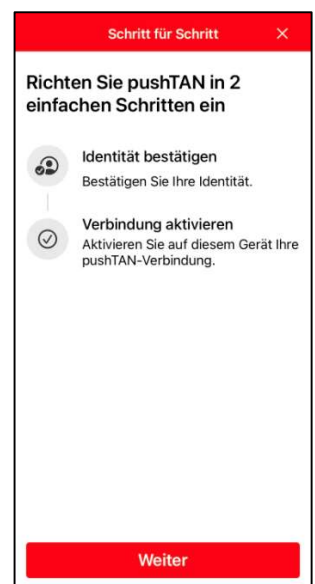 Schritt für Schritt
Richten Sie pushTAN in 2
einfachen Schritten ein
Identität bestätigen
Bestätigen Sie Ihre Identität.
Verbindung aktivieren
Aktivieren Sie auf diesem Gerät Ihre
pushTAN-Verbindung.
Weiter